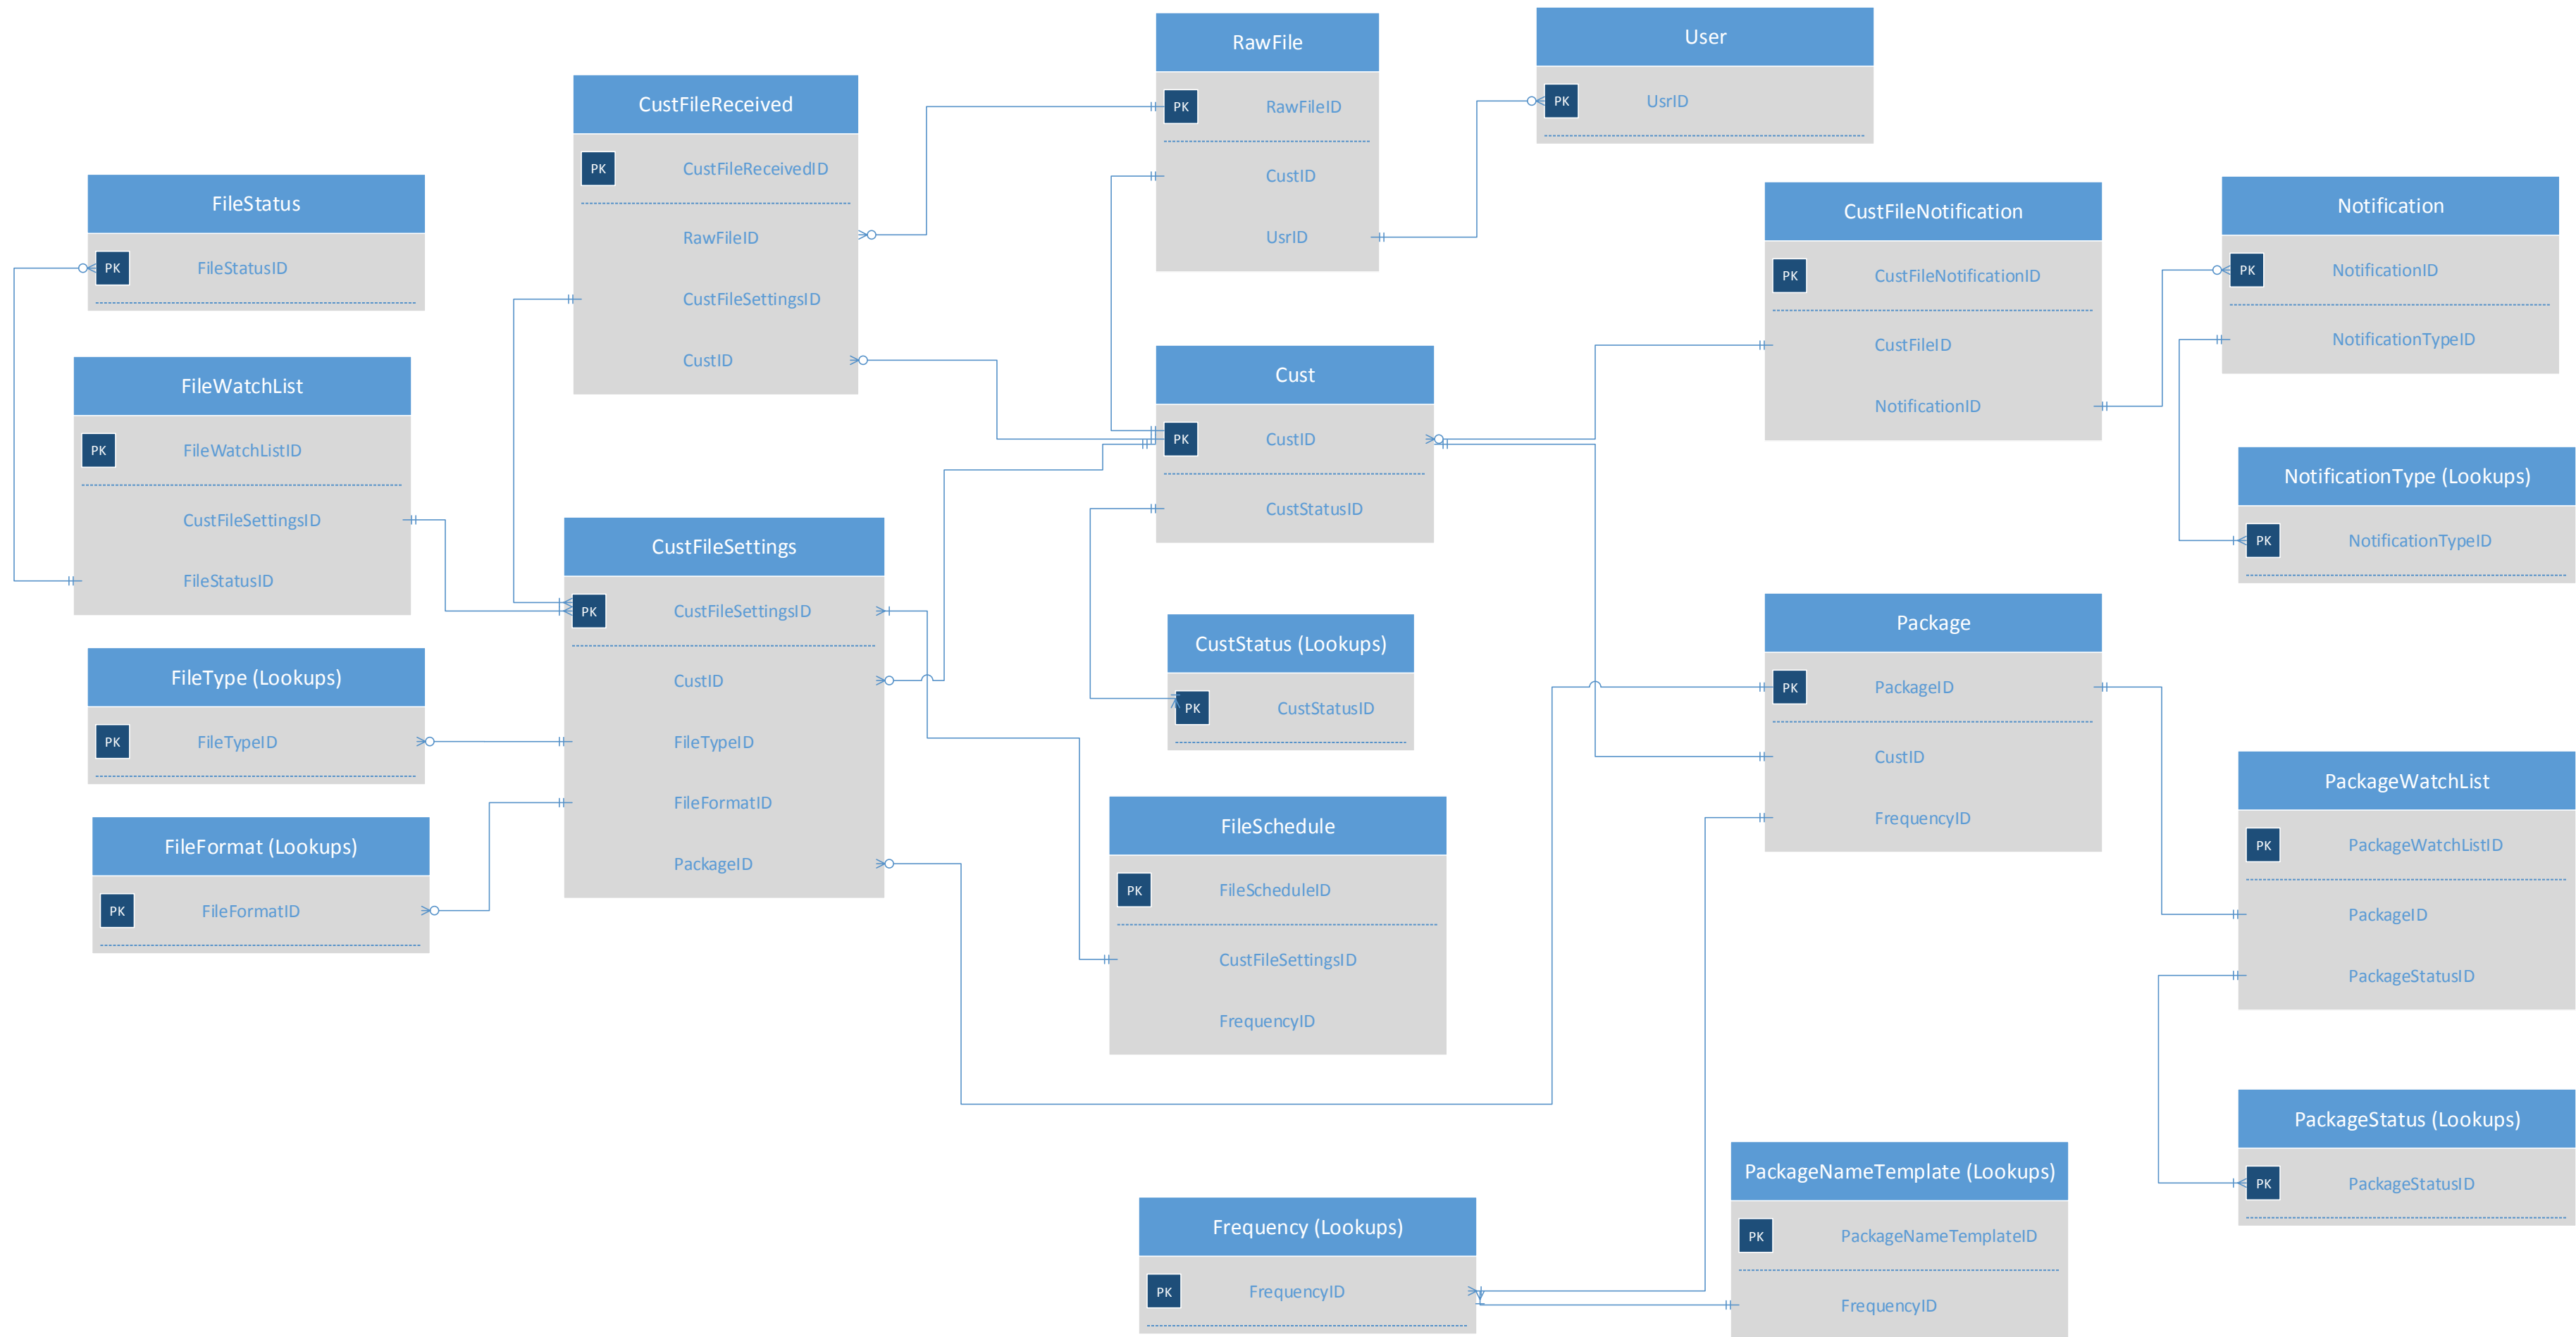 RawFile
PK
RawFileID
CustID
UsrID
User
PK
UsrID
CustFileReceived
PK
CustFileReceivedID
RawFileID
CustFileSettingsID
CustID
FileStatus
PK
FileStatusID
CustFileNotification
PK
CustFileNotificationID
CustFileID
NotificationID
Notification
PK
NotificationID
NotificationTypeID
FileWatchList
PK
FileWatchListID
CustFileSettingsID
FileStatusID
Cust
PK
CustID
CustStatusID
NotificationType (Lookups)
PK
NotificationTypeID
CustFileSettings
PK
CustFileSettingsID
CustID
FileTypeID
FileFormatID
PackageID
CustStatus (Lookups)
PK
CustStatusID
Package
PK
PackageID
CustID
FrequencyID
FileType (Lookups)
PK
FileTypeID
FileFormat (Lookups)
PK
FileFormatID
FileSchedule
PK
FileScheduleID
CustFileSettingsID
FrequencyID
PackageWatchList
PK
PackageWatchListID
PackageID
PackageStatusID
PackageStatus (Lookups)
PK
PackageStatusID
PackageNameTemplate (Lookups)
PK
PackageNameTemplateID
FrequencyID
Frequency (Lookups)
PK
FrequencyID